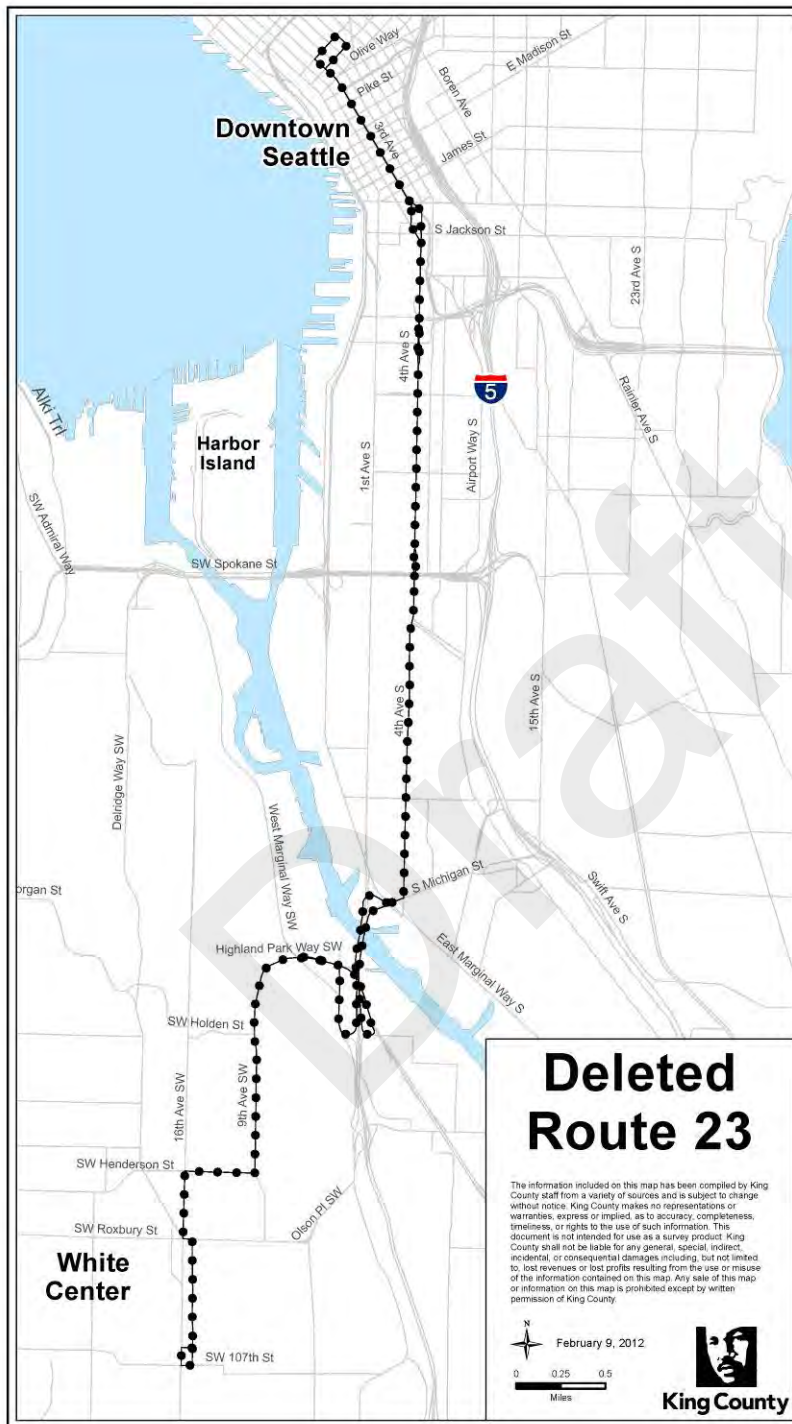 Olive Way
E Madison St
Pike St
Boren Ave
Downtown
Seattle
3rd Ave
James St
S Jackson St
23rd Ave S
4th Ave S
Rainier Ave S
5
Alki Trl
Harbor
Island
1st Ave S
Airport Way S
SW Admiral Way
SW Spokane St
4th Ave S
15th Ave S
Delridge Way SW
West Marginal Way SW
S Michigan St
Swift Ave S
organ St
Highland Park Way SW
East Marginal Way S
SW Holden St
16th Ave SW
9th Ave SW
SW Henderson St
Olson Pl SW
SW Roxbury St
White
Center
SW 107th St
Draft
Deleted
Route 23
The information included on this map has been compiled by King
County staff from a variety of sources and is subject to change
without notice. King County makes no representations or
warranties, express or implied, as to accuracy, completeness,
timeliness, or rights to the use of such information. This
document is not intended for use as a survey product. King
County shall not be liable for any general, special, indirect,
incidental, or consequential damages including, but not limited
to, lost revenues or lost profits resulting from the use or misuse
of the information contained on this map. Any sale of this map
or information on this map is prohibited except by written
permission of King County.
N
February 9, 2012
0 0.25 0.5
Miles
King County